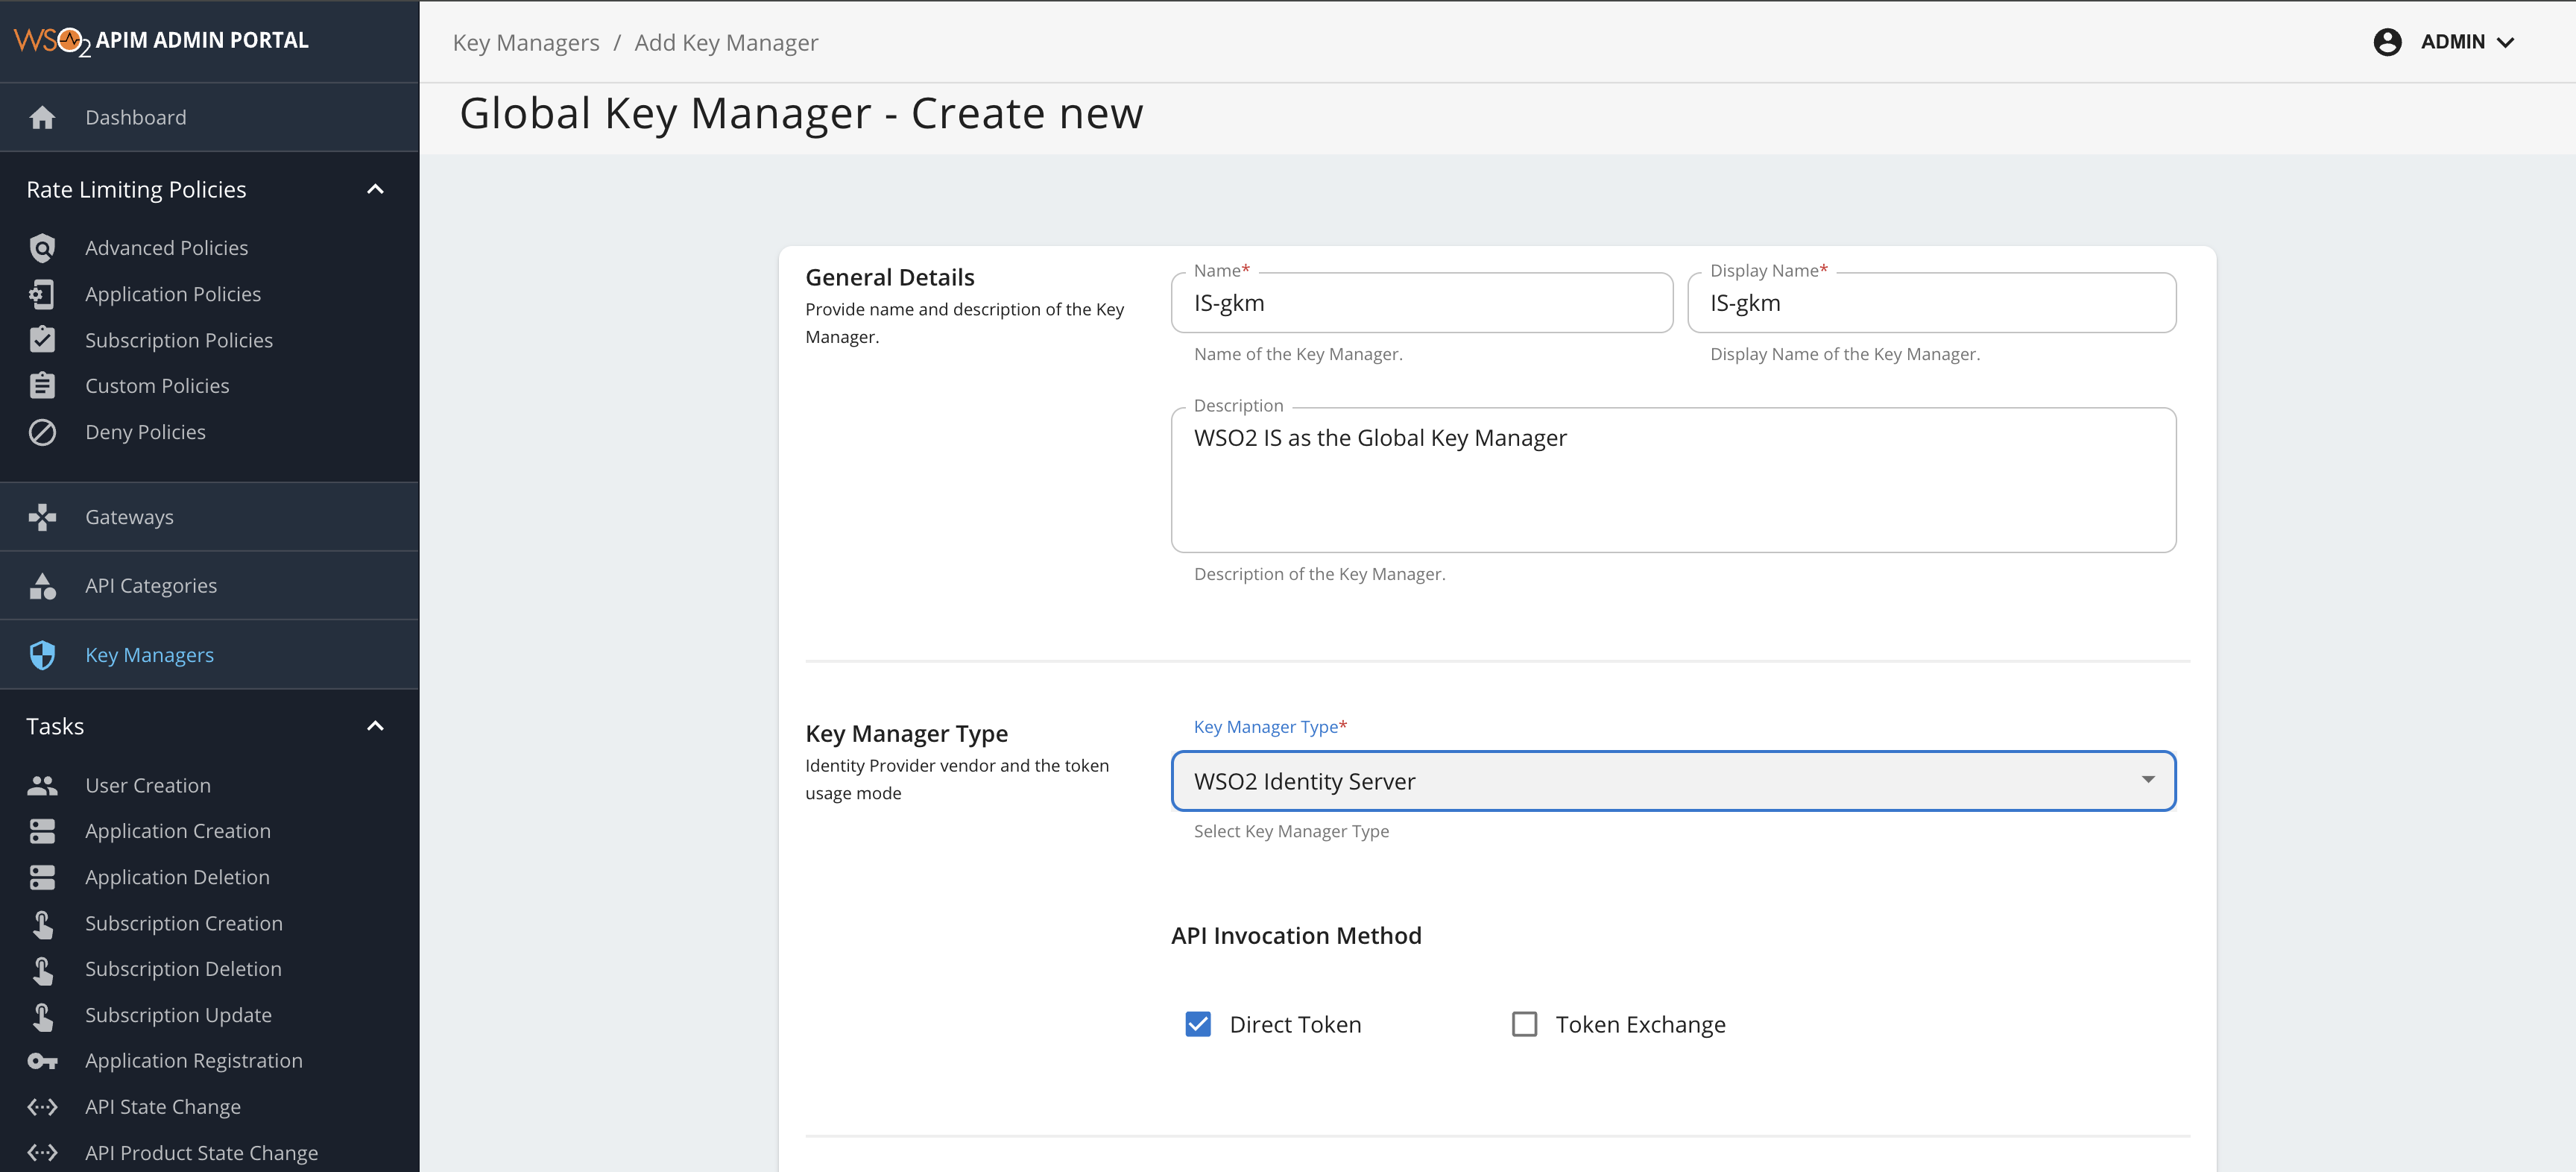 WSO2 APIM ADMIN PORTAL
Key Managers / Add Key Manager
ADMIN
Global Key Manager - Create new
Dashboard
Rate Limiting Policies
Advanced Policies
Application Policies
Subscription Policies
Custom Policies
Deny Policies
Gateways
API Categories
Key Managers
Tasks
User Creation
Application Creation
Application Deletion
Subscription Creation
Subscription Deletion
Subscription Update
Application Registration
API State Change
API Product State Change
General Details
Provide name and description of the Key
Manager.
Name*
IS-gkm
Name of the Key Manager.
Display Name*
IS-gkm
Display Name of the Key Manager.
Description
WSO2 IS as the Global Key Manager
Description of the Key Manager.
Key Manager Type
Identity Provider vendor and the token
usage mode
Key Manager Type*
WSO2 Identity Server
Select Key Manager Type
API Invocation Method
Direct Token
Token Exchange